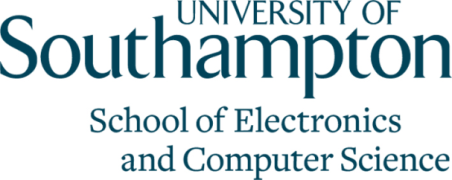 UNIVERSITY OF
Southampton
School of Electronics
and Computer Science